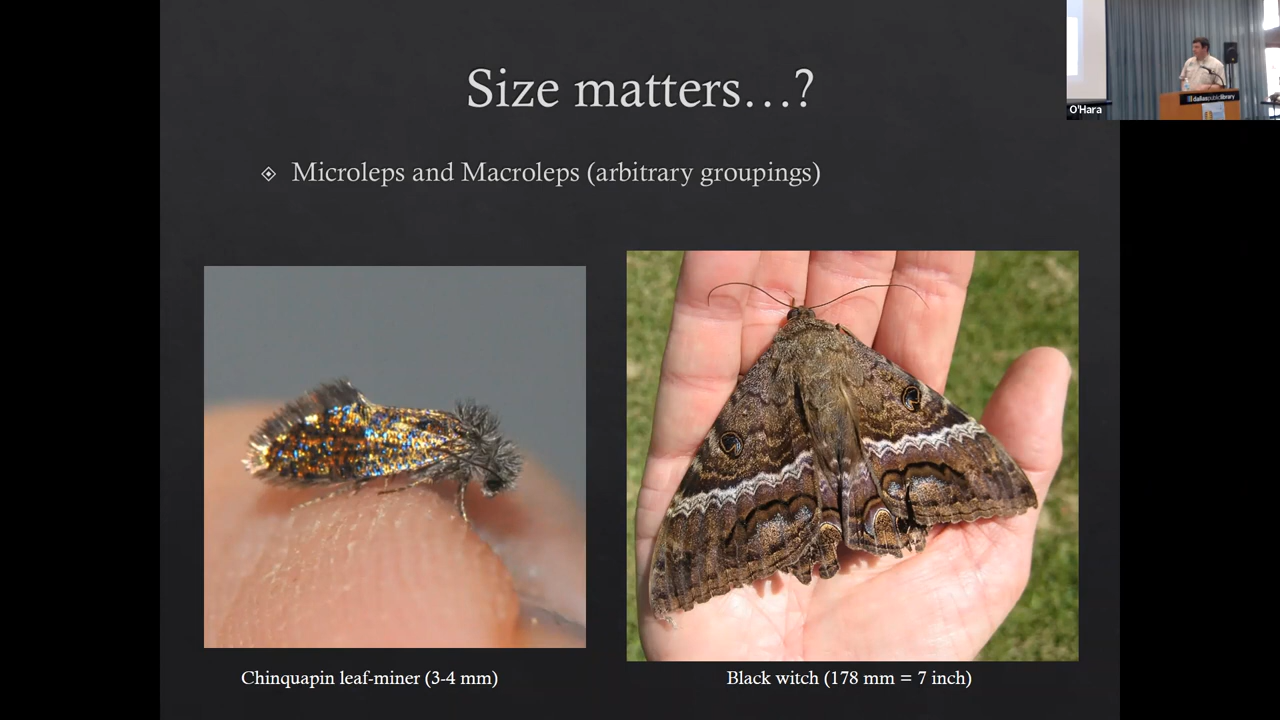 Size matters...?
Microleps and Macroleps (arbitrary groupings)
Chinquapin leaf-miner (3-4 mm)
Black witch (178 mm = 7 inch)
O'Hara
dallaspubliclibrary